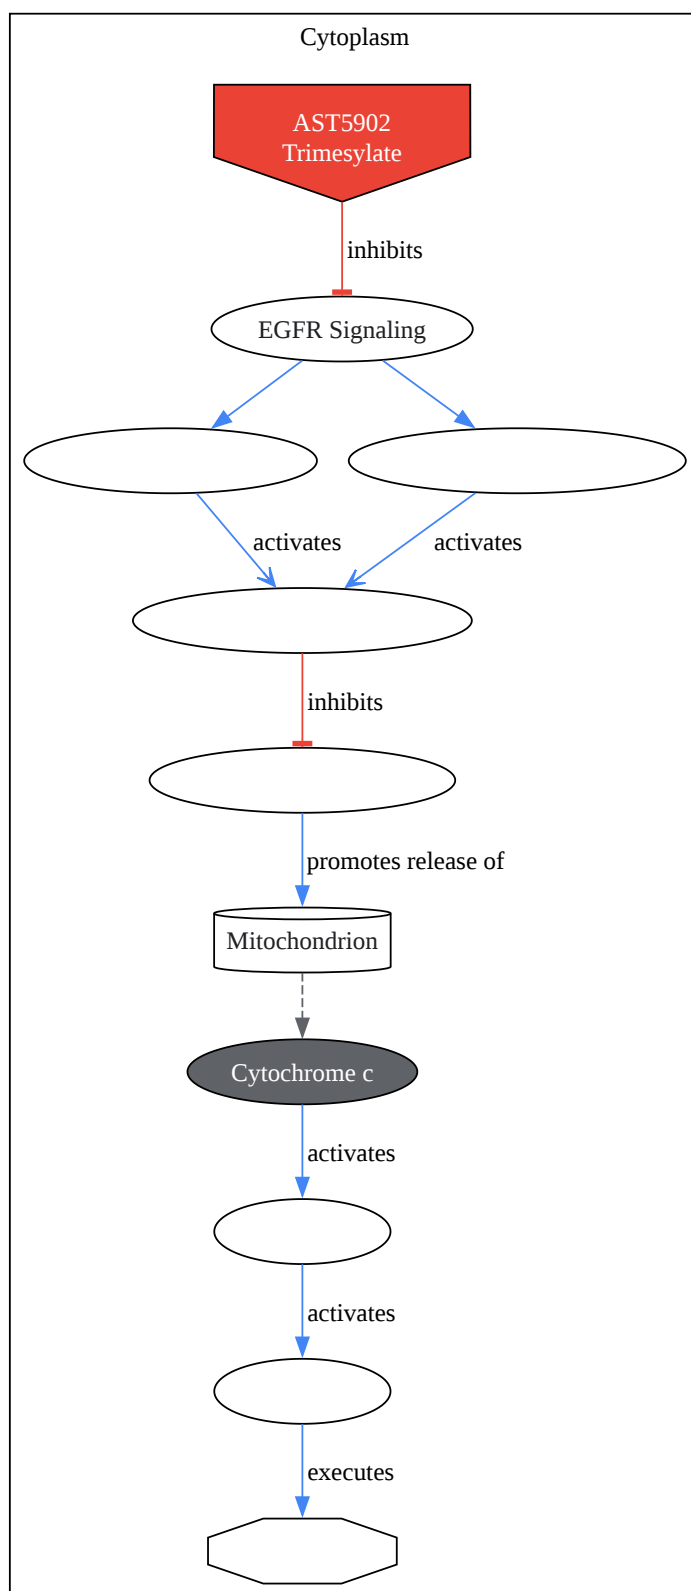 Cytoplasm
AST5902
Trimesylate
inhibits
EGFR Signaling
activates
activates
inhibits
promotes release of
Mitochondrion
Cytochrome c
activates
activates
executes